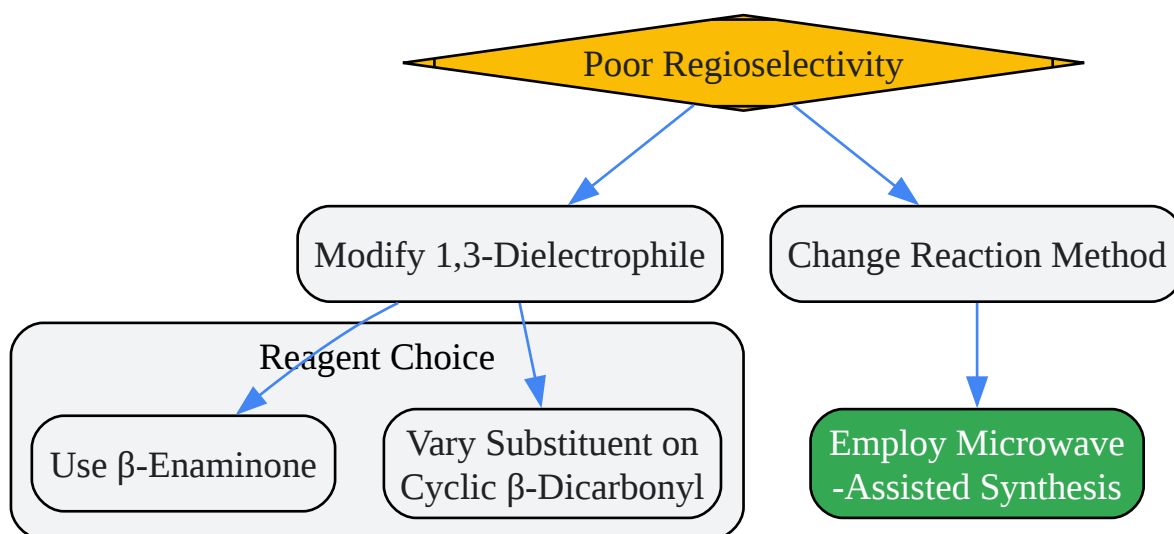 Poor Regioselectivity
Modify 1,3-Dielectrophile
Change Reaction Method
Reagent Choice
Use β-Enaminone
Vary Substituent on
Cyclic β-Dicarbonyl
Employ Microwave
-Assisted Synthesis